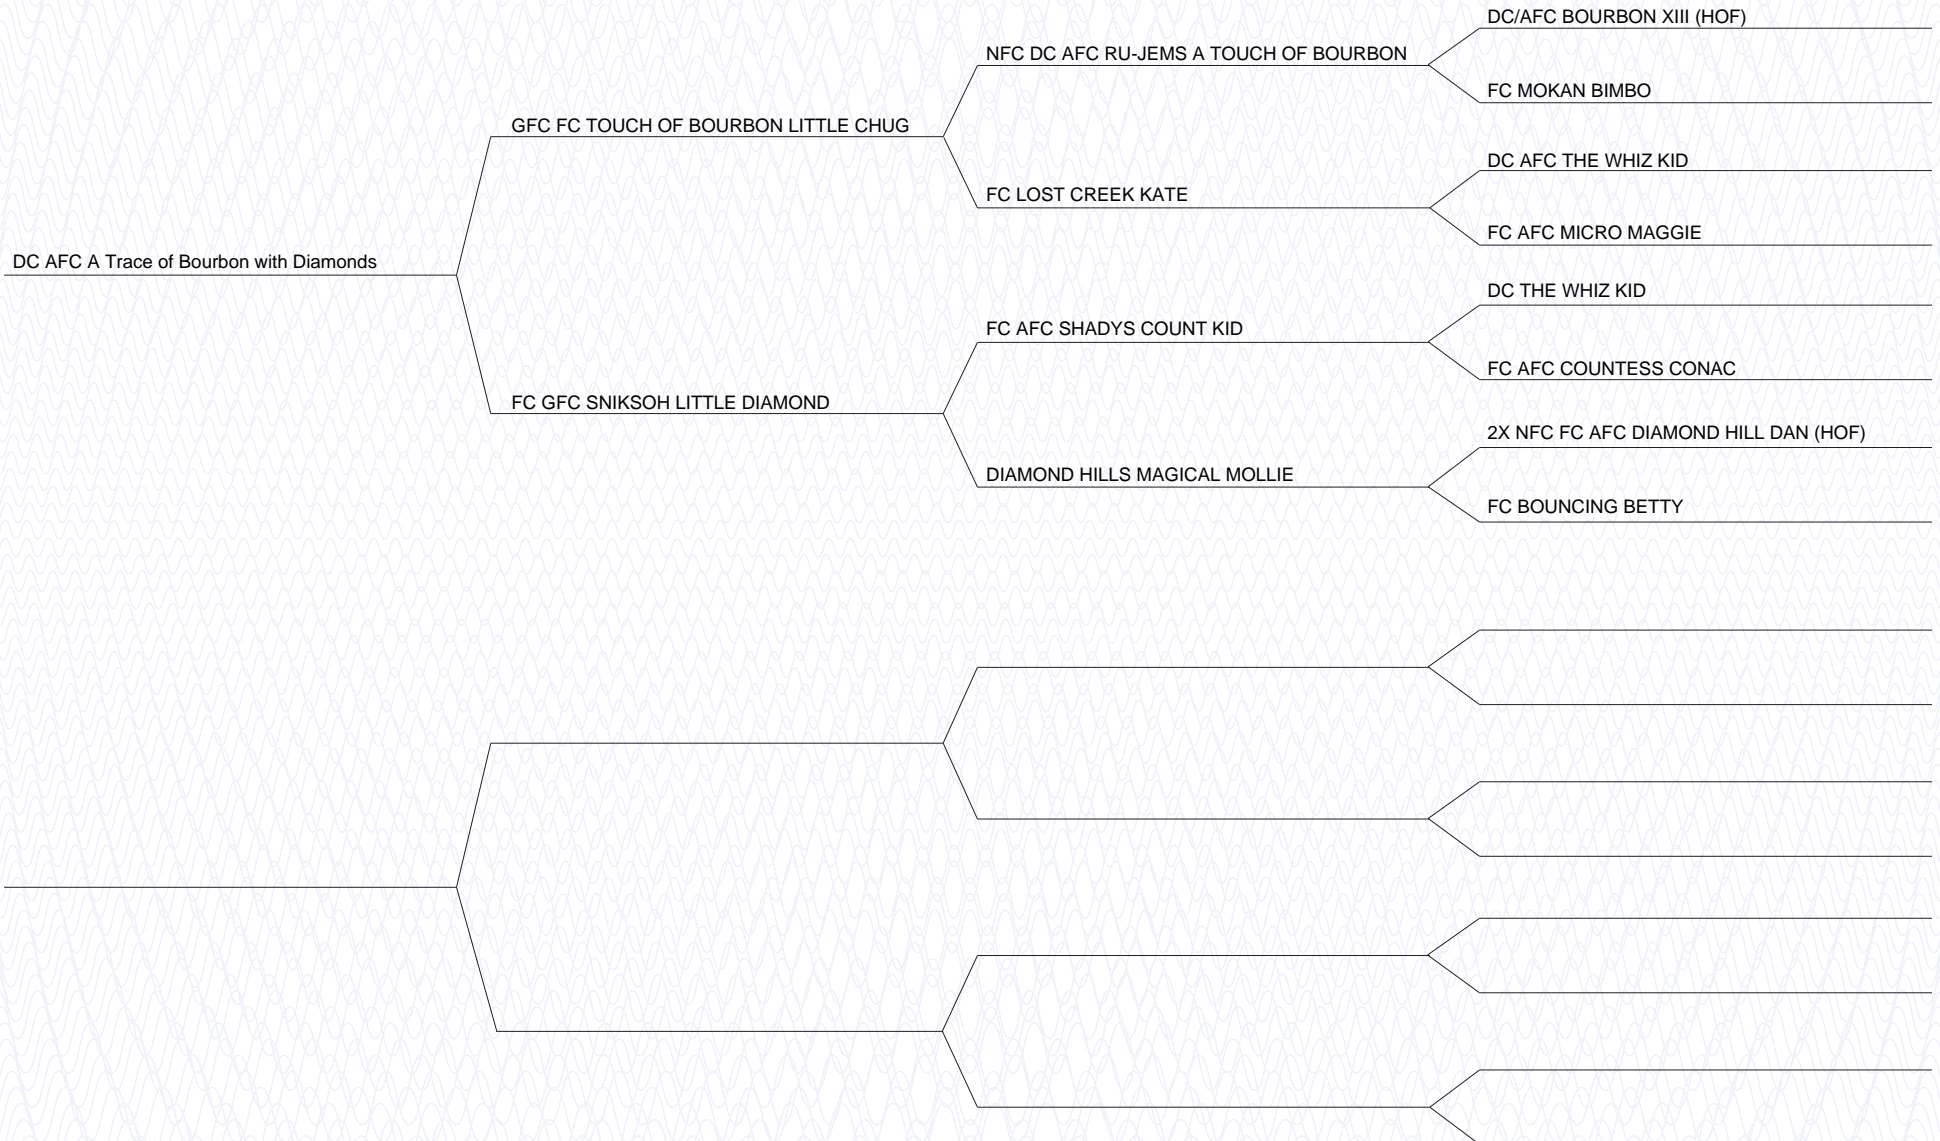 DC/AFC BOURBON XIII (HOF)
NFC DC AFC RU-JEMS A TOUCH OF BOURBON
FC MOKAN BIMBO
GFC FC TOUCH OF BOURBON LITTLE CHUG
DC AFC THE WHIZ KID
FC LOST CREEK KATE
FC AFC MICRO MAGGIE
DC AFC A Trace of Bourbon with Diamonds
DC THE WHIZ KID
FC AFC SHADYS COUNT KID
FC AFC COUNTESS CONAC
FC GFC SNIKSOH LITTLE DIAMOND
2X NFC FC AFC DIAMOND HILL DAN (HOF)
DIAMOND HILLS MAGICAL MOLLIE
FC BOUNCING BETTY